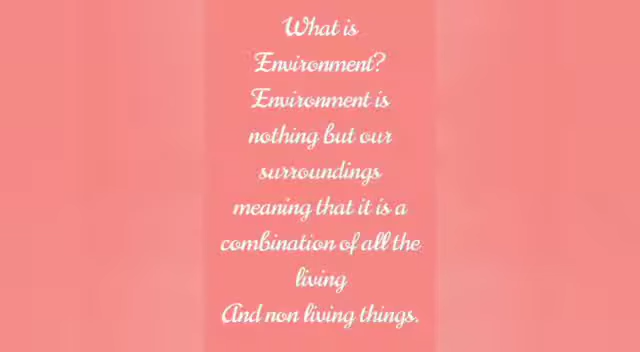 What is
Environment?
Environment is
nothing but our
surroundings
meaning that it is a
combination of all the
living
And non living things.